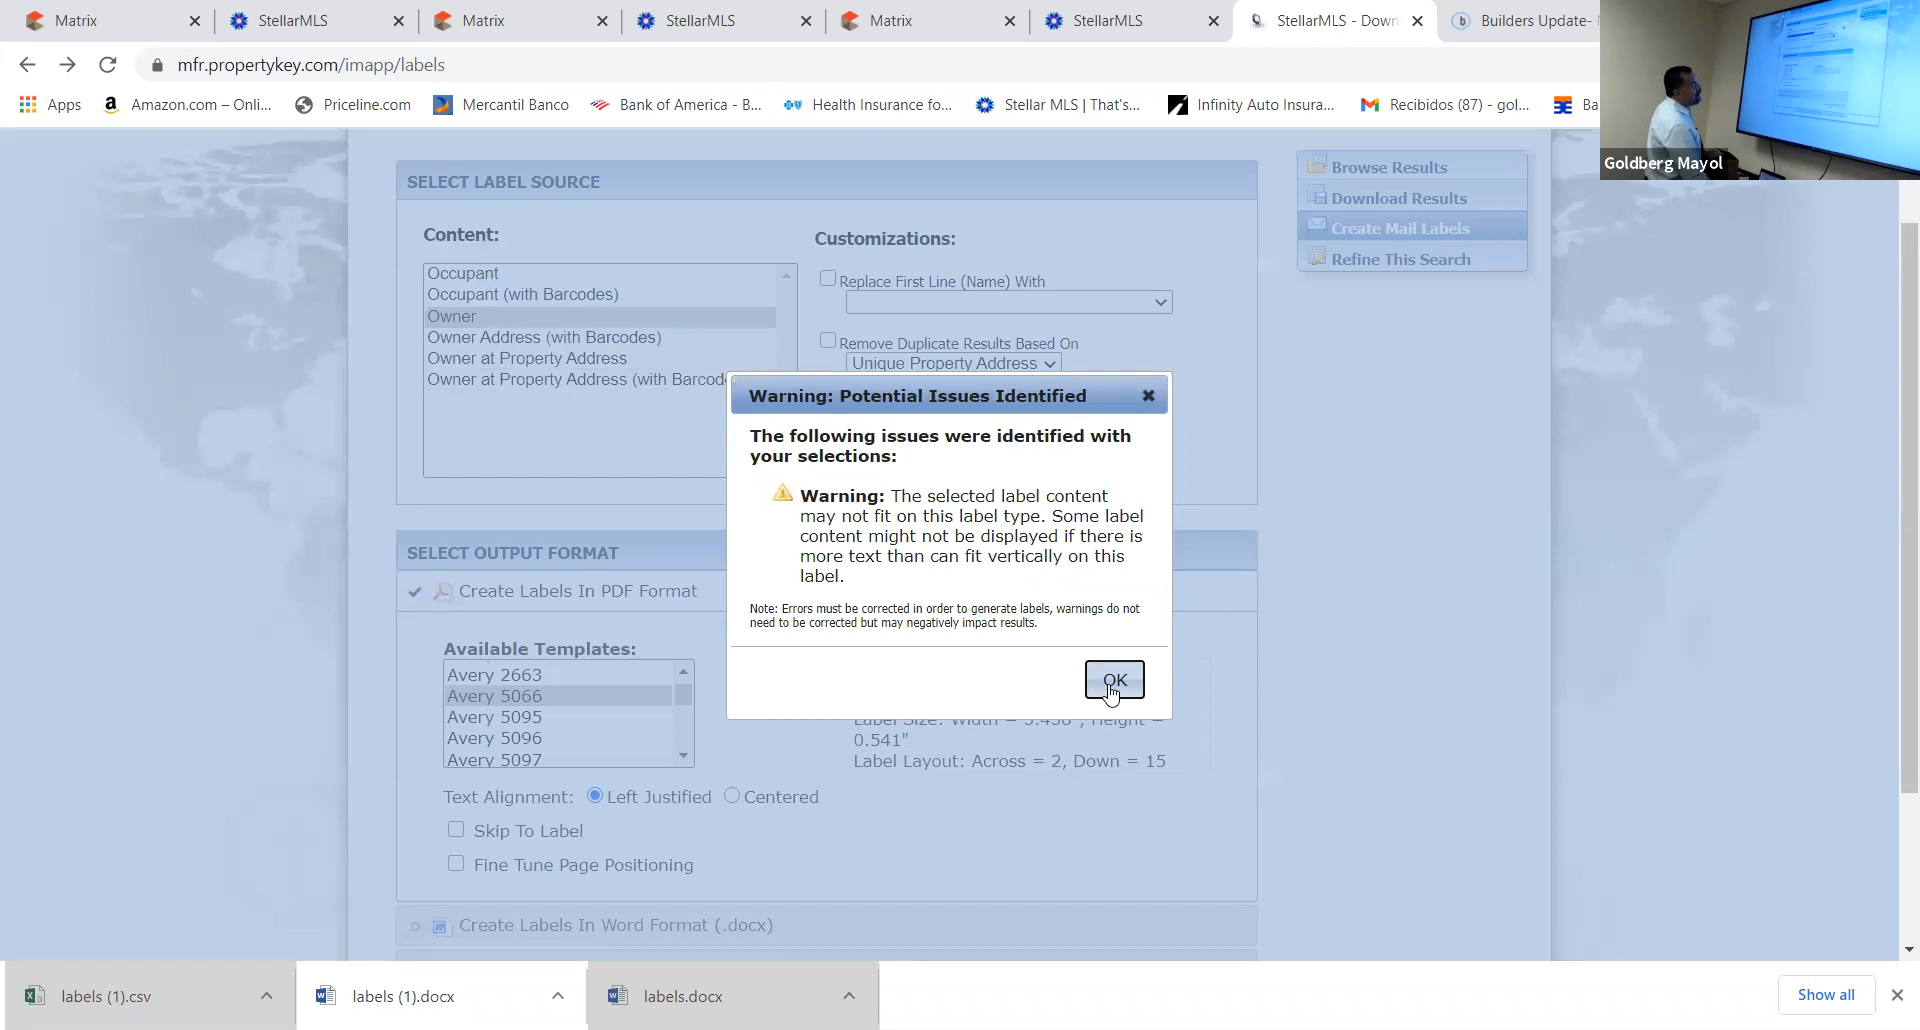 Matrix
StellarMLS
Matrix
StellarMLS
Matrix
StellarMLS
StellarMLS - Down
Builders Update-
mfr.propertykey.com/imapp/labels
Apps
Amazon.com – Onli...
Priceline.com
Mercantil Banco
Bank of America - B...
Health Insurance fo...
Stellar MLS | That's...
Infinity Auto Insura...
Recibidos (87) - gol...
Ba
Goldberg Mayol
SELECT LABEL SOURCE
Browse Results
Download Results
Create Mail Labels
Refine This Search
Content:
Occupant
Occupant (with Barcodes)
Owner
Owner Address (with Barcodes)
Owner at Property Address
Owner at Property Address (with Barcod
Customizations:
Replace First Line (Name) With
Remove Duplicate Results Based On
Unique Property Address
Warning: Potential Issues Identified
The following issues were identified with
your selections:
Warning: The selected label content
may not fit on this label type. Some label
content might not be displayed if there is
more text than can fit vertically on this
label.
Note: Errors must be corrected in order to generate labels, warnings do not
need to be corrected but may negatively impact results.
OK
SELECT OUTPUT FORMAT
Create Labels In PDF Format
Available Templates:
Avery 2663
Avery 5066
Avery 5095
Avery 5096
Avery 5097
Label Size: Width = 3.438", Height =
0.541"
Label Layout: Across = 2, Down = 15
Text Alignment: Left Justified Centered
Skip To Label
Fine Tune Page Positioning
Create Labels In Word Format (.docx)
labels (1).csv
labels (1).docx
labels.docx
Show all